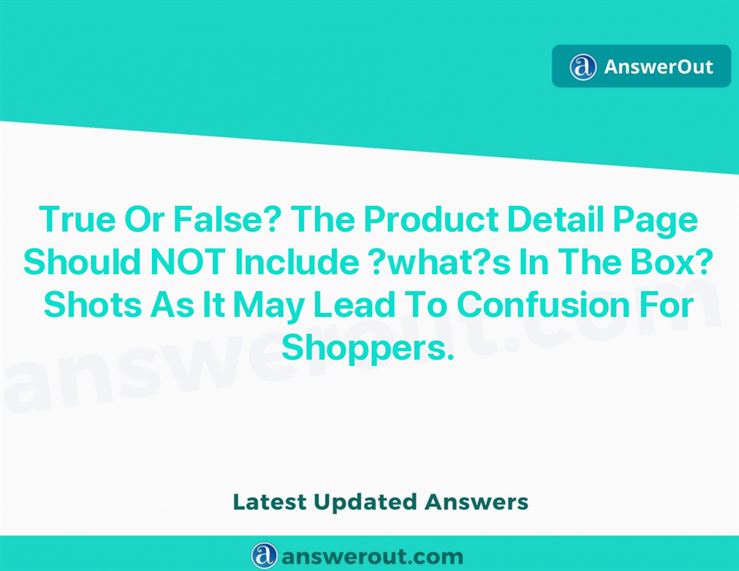 AnswerOut
True Or False? The Product Detail Page
Should NOT Include ?what?s In The Box?
Shots As It May Lead To Confusion For
Shoppers.
answerout.com
Latest Updated Answers
answerout.com